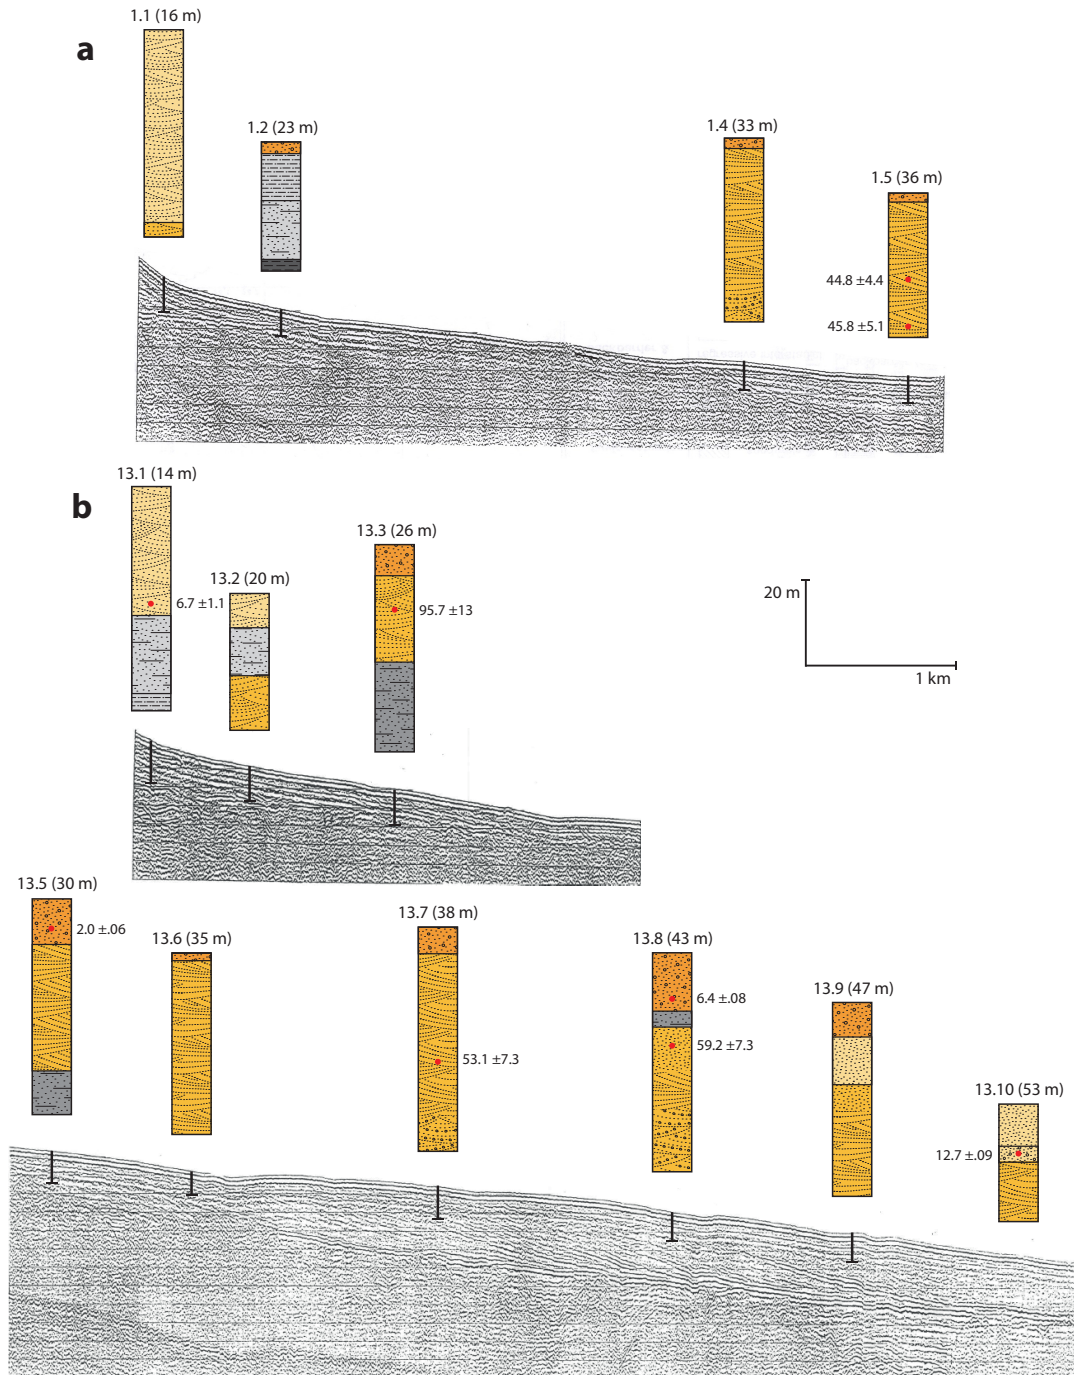 a
1.1 (16 m)
1.2 (23 m)
1.4 (33 m)
1.5 (36 m)
44.8 ±4.4
45.8 ±5.1
b
13.1 (14 m)
6.7 ±1.1
13.2 (20 m)
13.3 (26 m)
95.7 ±13
20 m
1 km
13.5 (30 m)
2.0 ±.06
13.6 (35 m)
13.7 (38 m)
53.1 ±7.3
13.8 (43 m)
6.4 ±.08
59.2 ±7.3
13.9 (47 m)
13.10 (53 m)
12.7 ±.09